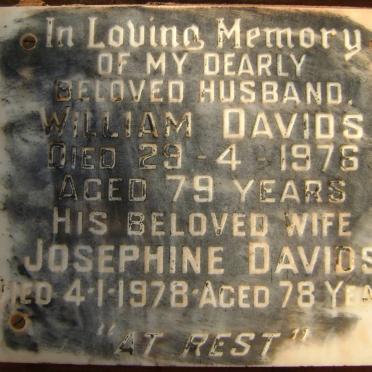 In Loving Memory
OF MY DEARLY
BELOVED HUSBAND.
WILLIAM DAVIDS
DIED 29-4-1976
AGED 79 YEARS
HIS BELOVED WIFE
JOSEPHINE DAVIDS
DIED 4-1-1978-AGED 78 YEA
"AT REST"